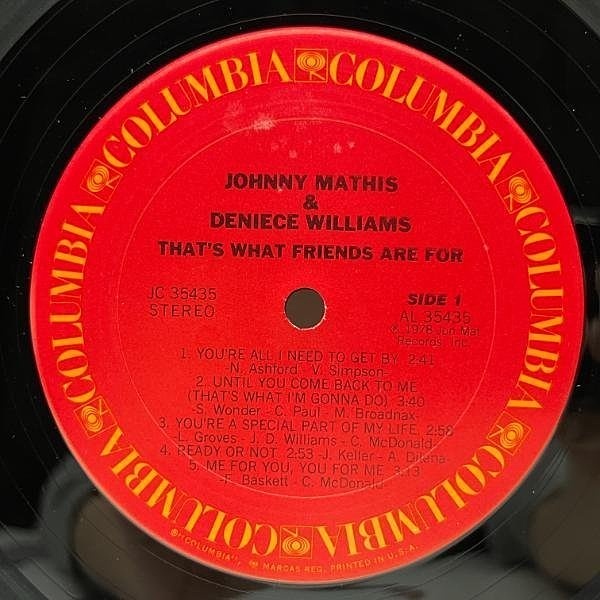 COLUMBIA COLUMBIA COLUMBIA COLUMBIA COLUMBIA COLUMBIA
JOHNNY MATHIS
&
DENIECE WILLIAMS
THAT'S WHAT FRIENDS ARE FOR
JC 35435
STEREO
SIDE 1
AL 35435
℗ 1978 Jon Mat
Records, Inc.
1. YOU'RE ALL I NEED TO GET BY 2:41
-N. Ashford - V. Simpson-
2. UNTIL YOU COME BACK TO ME
(THAT'S WHAT I'M GONNA DO) 3:40
-S. Wonder - C. Paul - M. Broadnax-
3. YOU'RE A SPECIAL PART OF MY LIFE 2:58
-L. Groves - J. D. Williams - C. McDonald-
4. READY OR NOT 2:53 -J. Keller - A. Dilena-
5. ME FOR YOU, YOU FOR ME 3:13
-F. Baskett - C. McDonald-
COLUMBIA COLUMBIA
"COLUMBIA", MARCAS REG. PRINTED IN U.S.A.